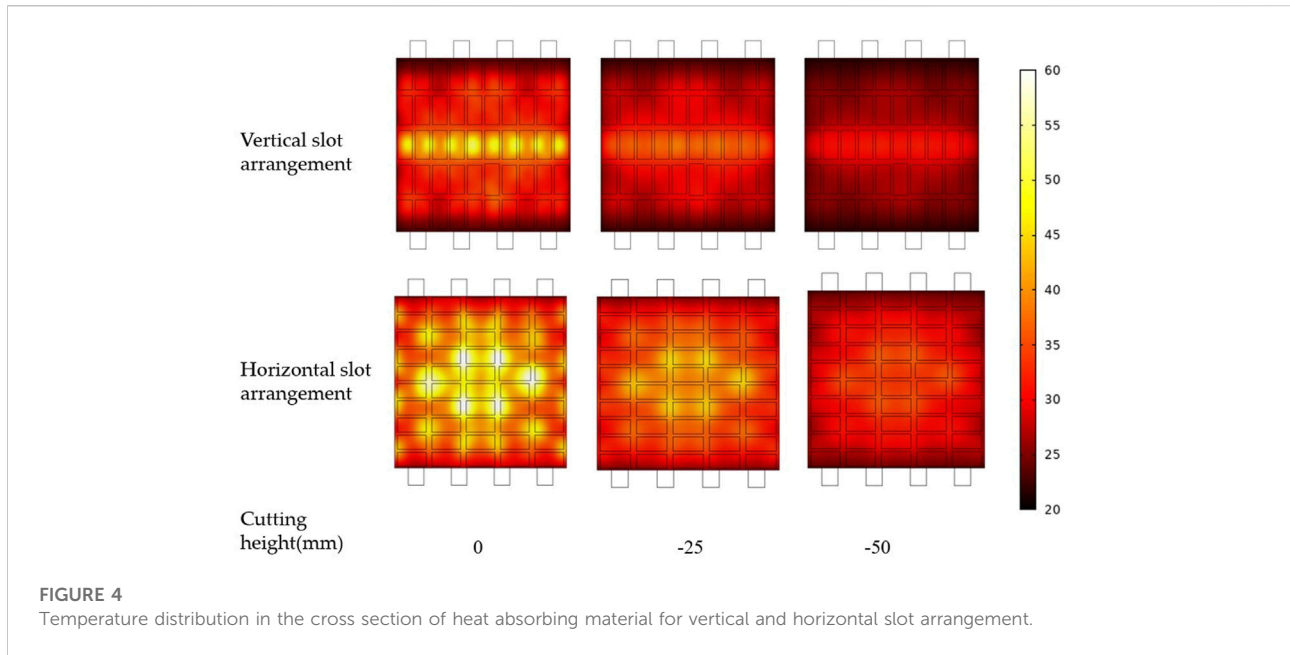 Vertical slot
arrangement
Horizontal slot
arrangement
Cutting
height(mm)
0
-25
-50
60
55
50
45
40
35
30
25
20
FIGURE 4
Temperature distribution in the cross section of heat absorbing material for vertical and horizontal slot arrangement.